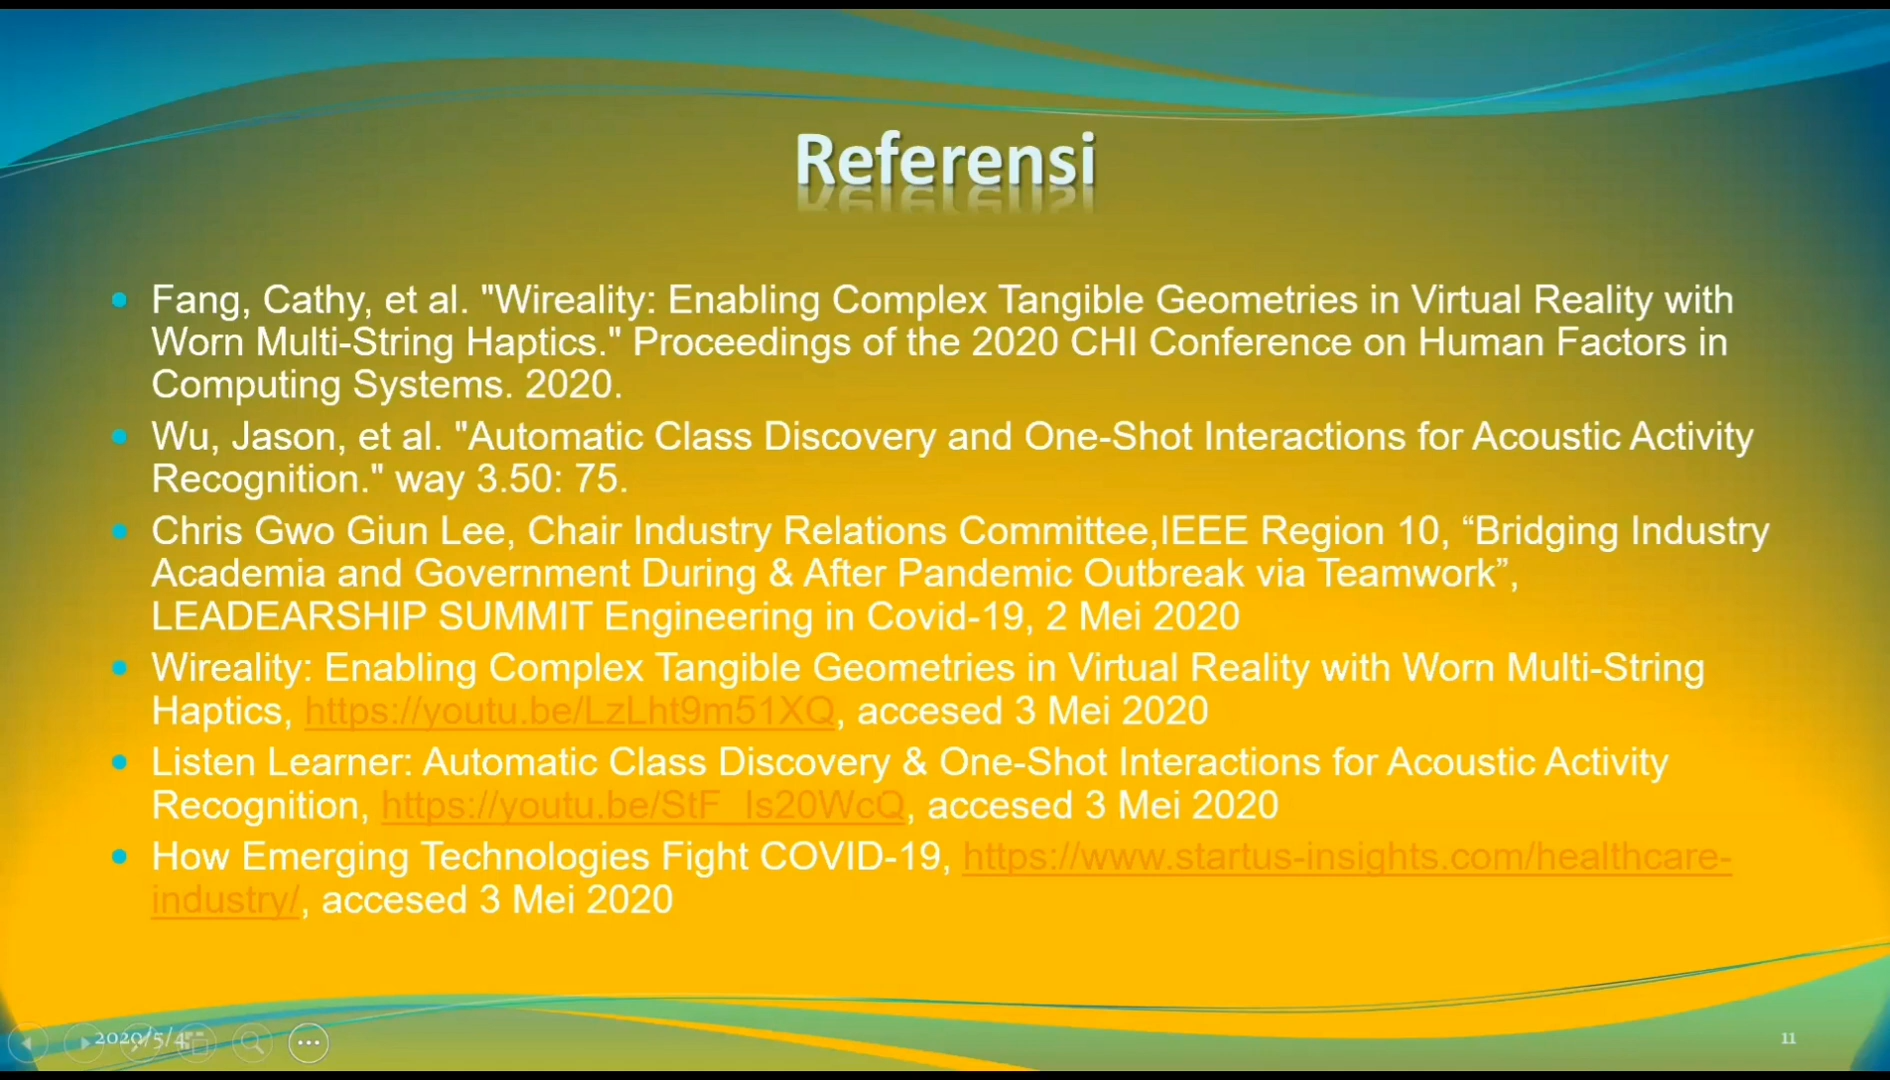 Referensi
Fang, Cathy, et al. "Wireality: Enabling Complex Tangible Geometries in Virtual Reality with
Worn Multi-String Haptics." Proceedings of the 2020 CHI Conference on Human Factors in
Computing Systems. 2020.
Wu, Jason, et al. "Automatic Class Discovery and One-Shot Interactions for Acoustic Activity
Recognition." way 3.50: 75.
Chris Gwo Giun Lee, Chair Industry Relations Committee,IEEE Region 10, “Bridging Industry
Academia and Government During & After Pandemic Outbreak via Teamwork”,
LEADEARSHIP SUMMIT Engineering in Covid-19, 2 Mei 2020
Wireality: Enabling Complex Tangible Geometries in Virtual Reality with Worn Multi-String
Haptics, https://youtu.be/LzLht9m51XQ, accesed 3 Mei 2020
Listen Learner: Automatic Class Discovery & One-Shot Interactions for Acoustic Activity
Recognition, accesed 3 Mei 2020
How Emerging Technologies Fight COVID-19, https://www.startus-insights.com/healthcare-
industry/, accesed 3 Mei 2020
2020/5/4
11